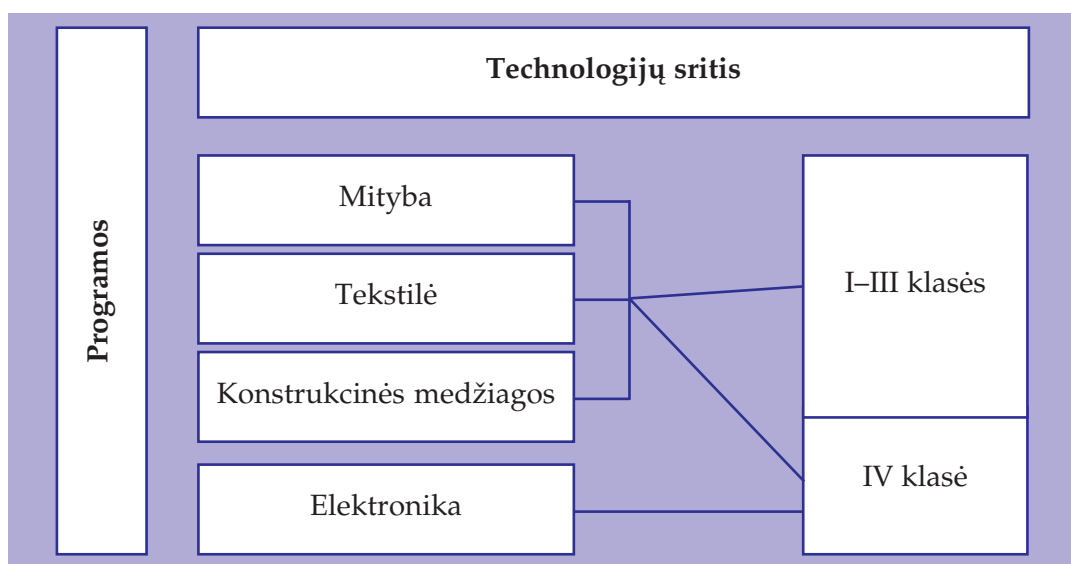 Programos
Technologijų sritis
Mityba
Tekstilė
Konstrukcinės medžiagos
Elektronika
I–III klasės
IV klasė